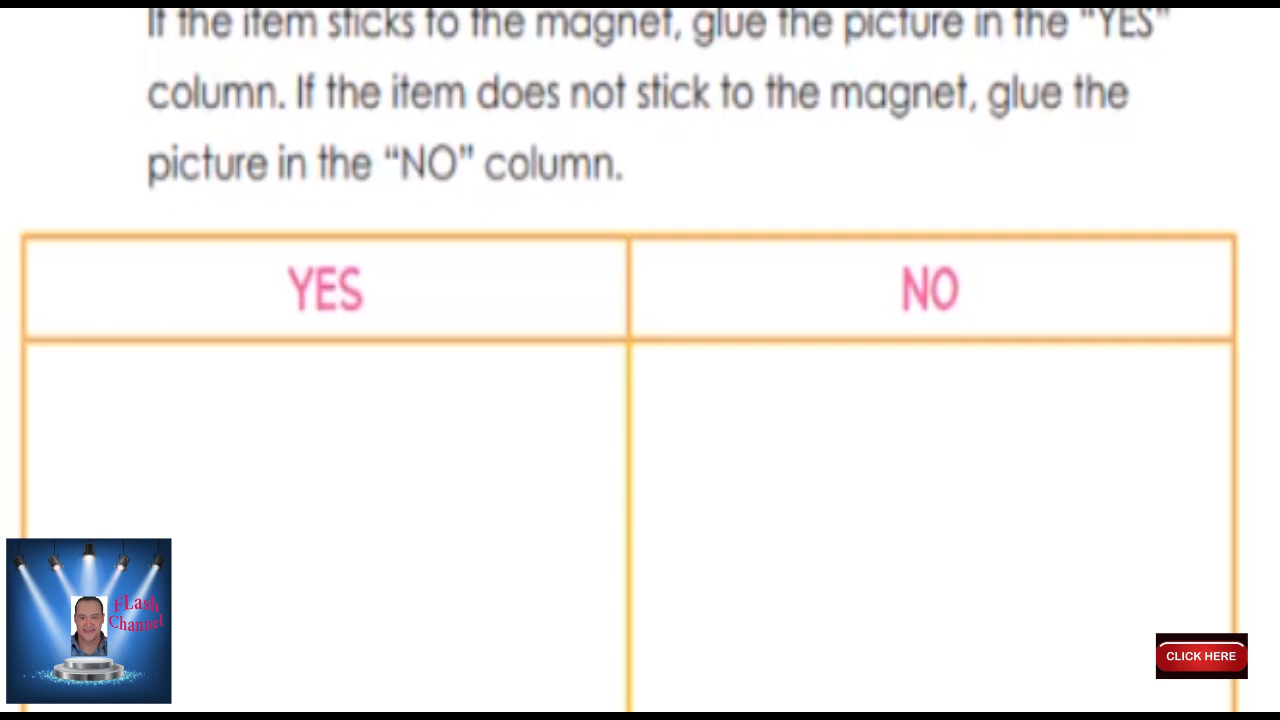 If the item sticks to the magnet, glue the picture in the “YES”
column. If the item does not stick to the magnet, glue the
picture in the “NO” column.
YES
NO
FLash
Channel
CLICK HERE